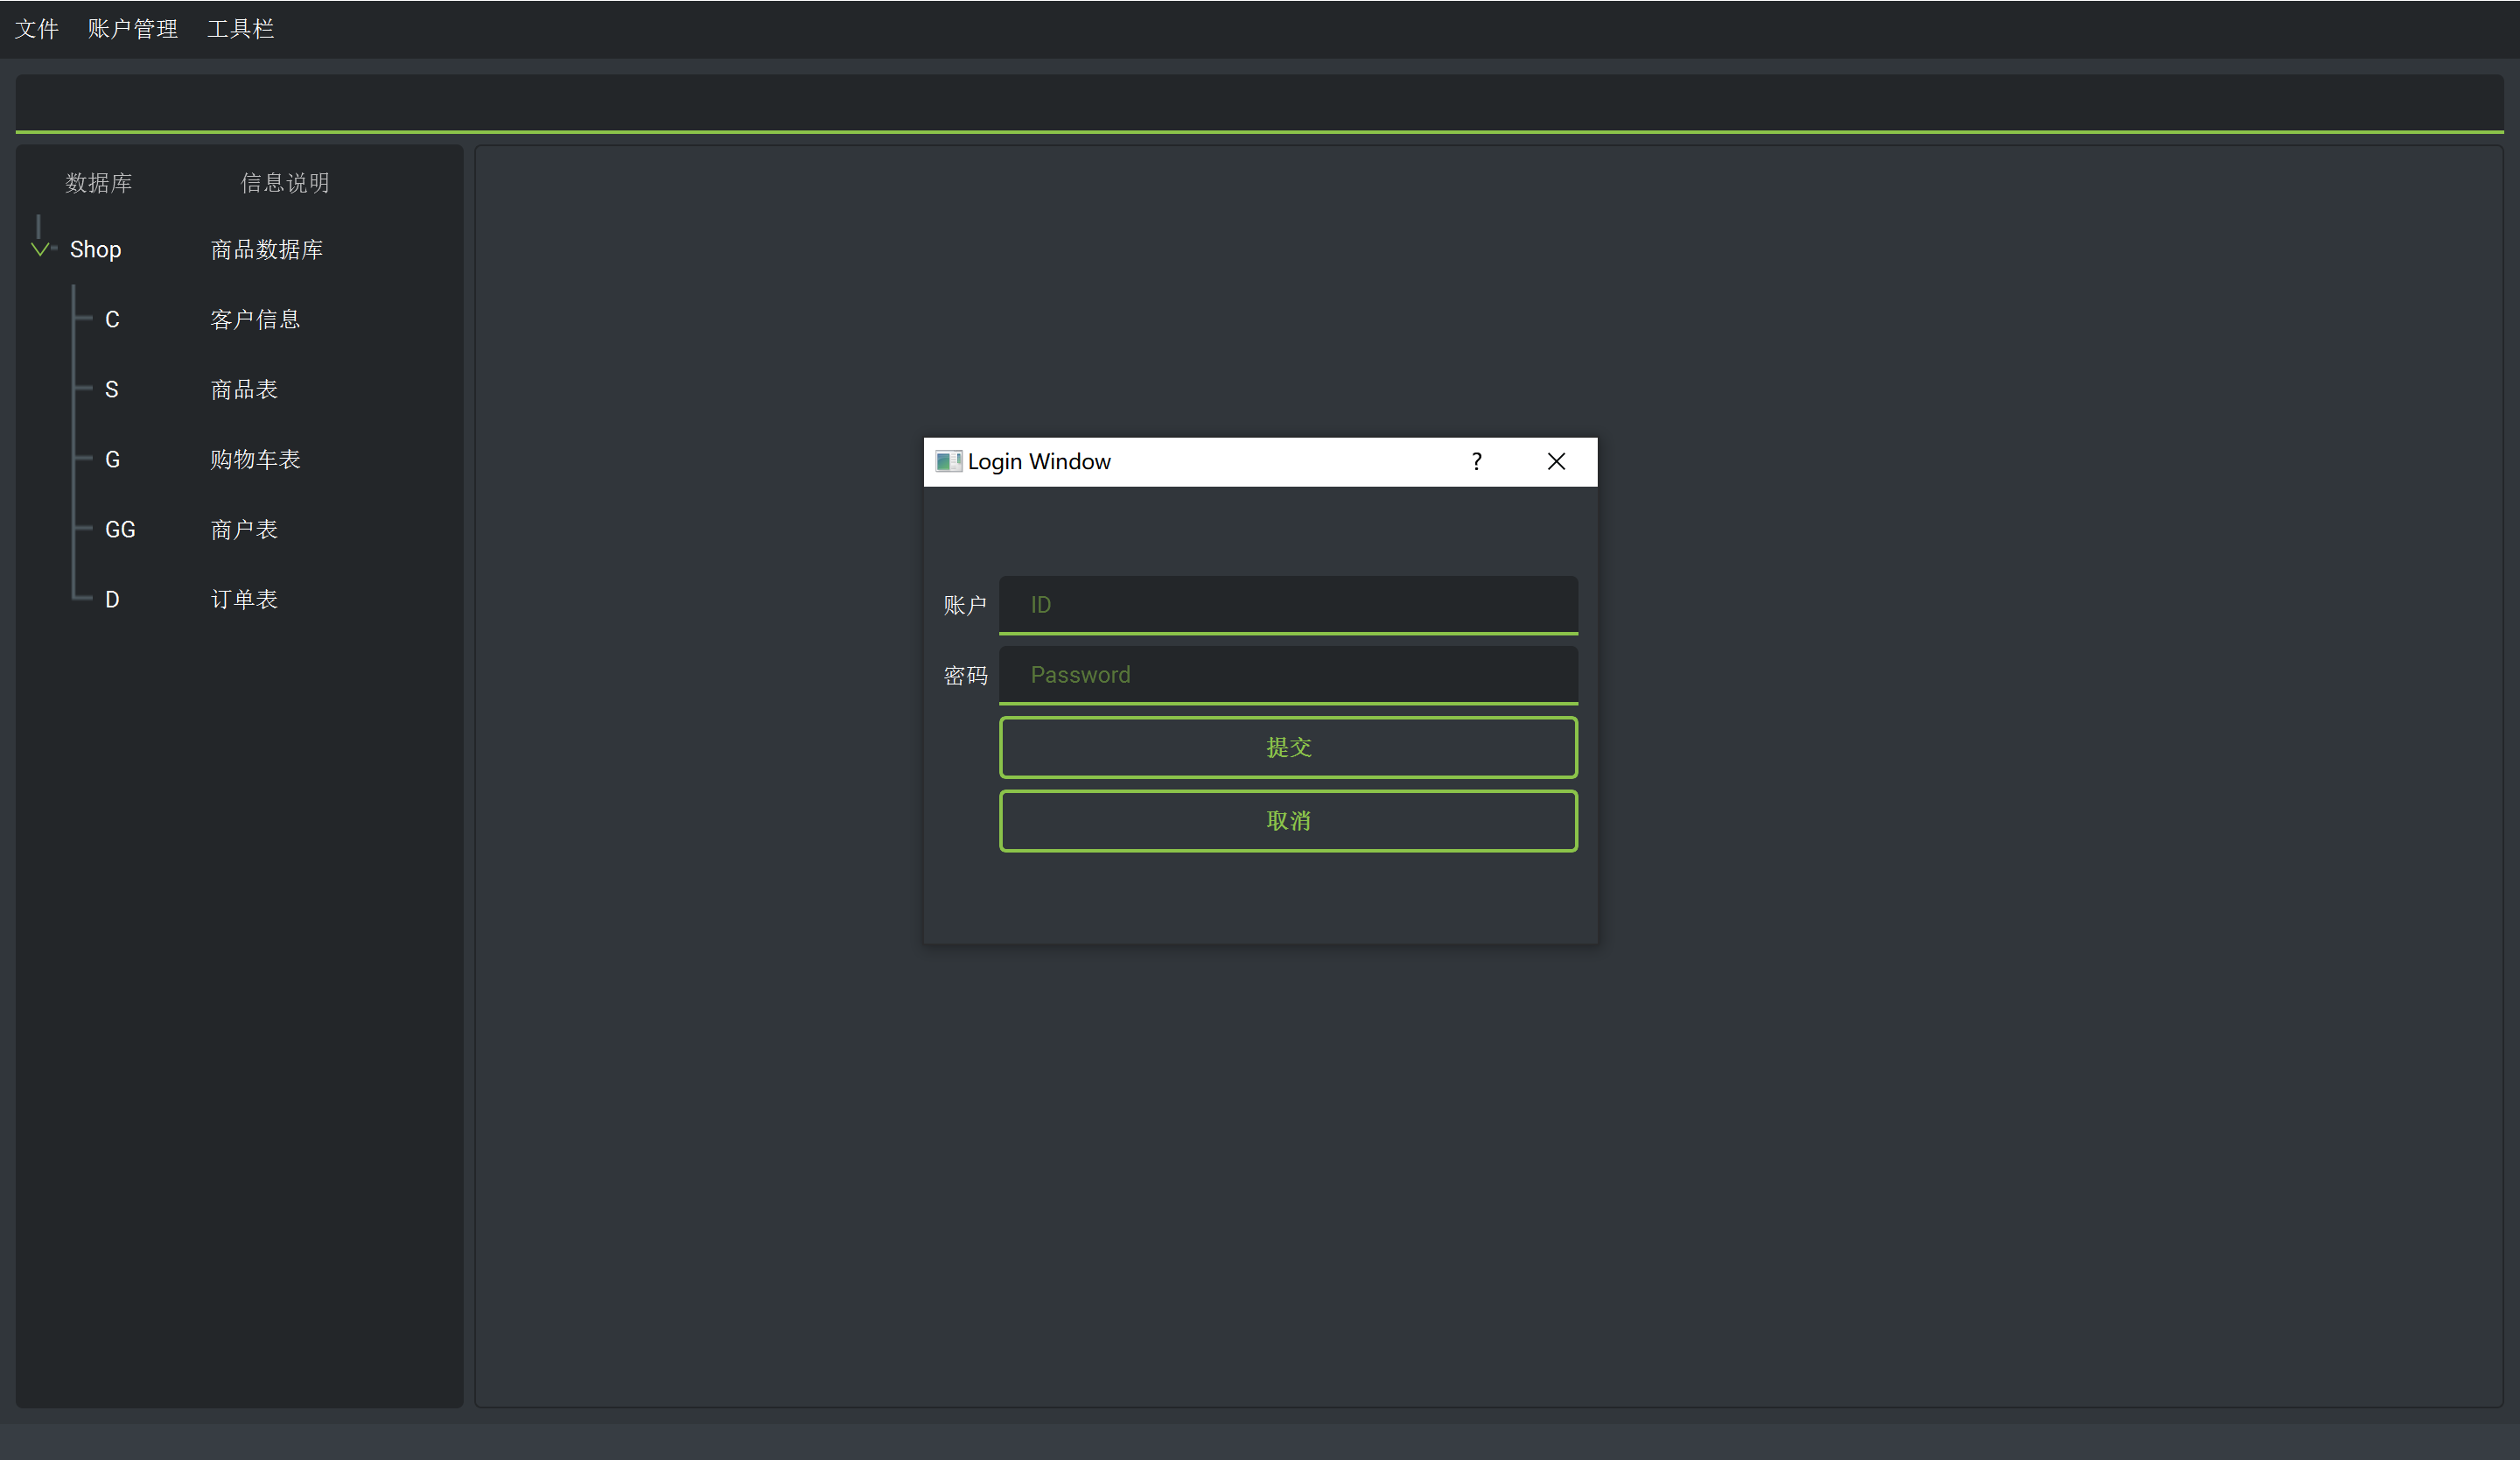 文件 账户管理 工具栏
数据库 信息说明
Shop 商品数据库
C 客户信息
S 商品表
G 购物车表
GG 商户表
D 订单表
Login Window ?
账户 ID
密码 Password
提交
取消